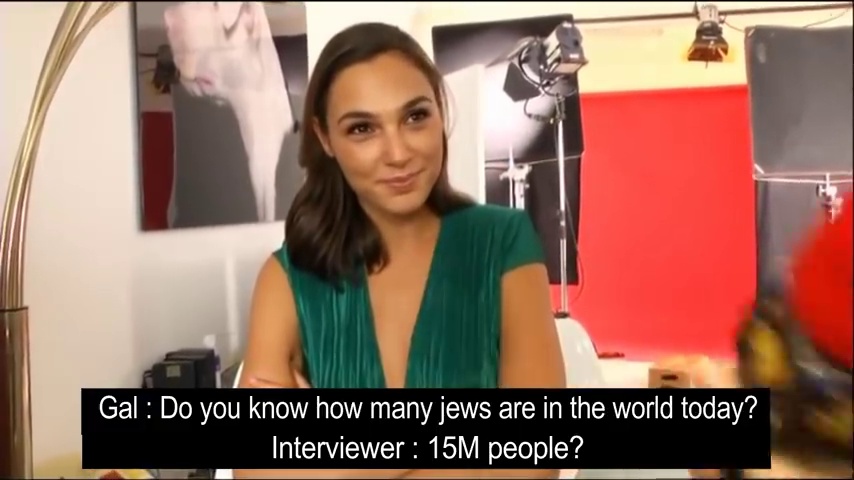 Gal : Do you know how many jews are in the world today?
Interviewer : 15M people?